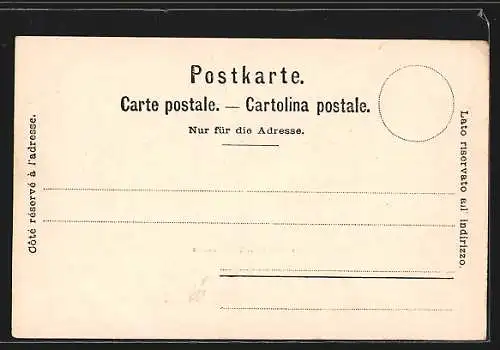 Postkarte.
Carte postale. — Cartolina postale.
Nur für die Adresse.
Côté réservé à l'adresse.
Lato riservato all' indirizzo.